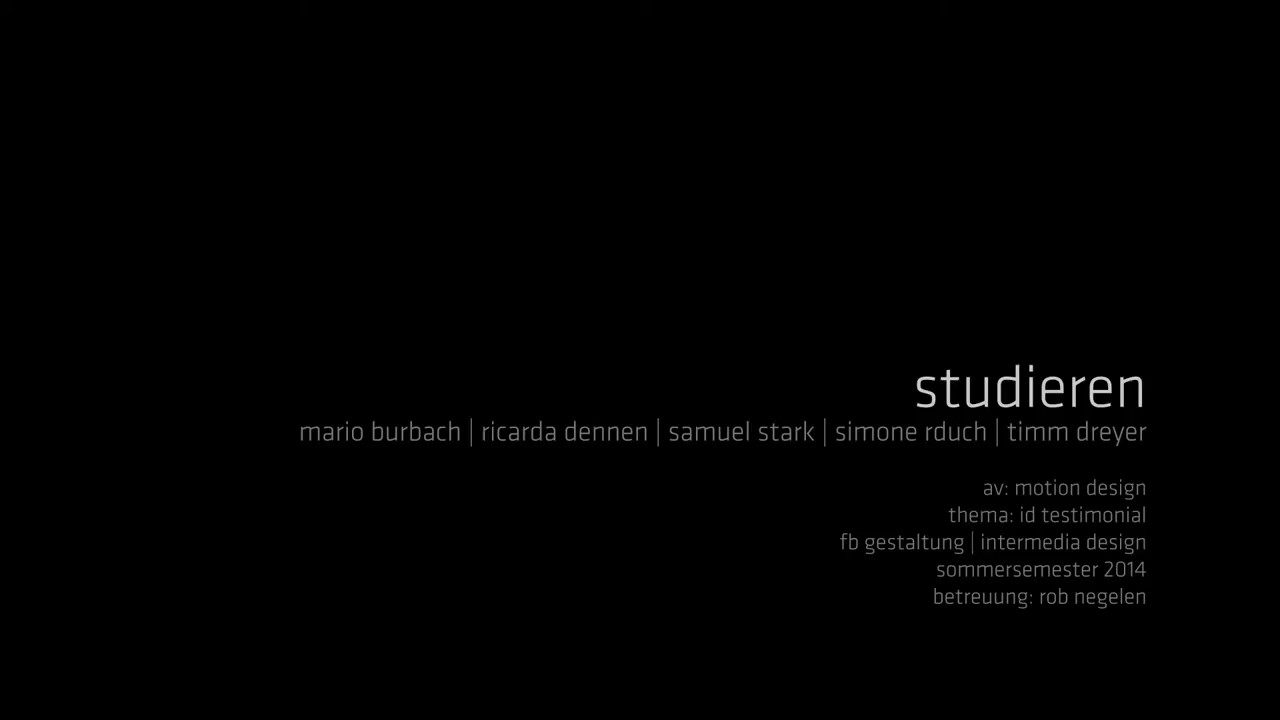 studieren
mario burbach | ricarda dennen | samuel stark | simone rduch | timm dreyer
av: motion design
thema: id testimonial
fb gestaltung | intermedia design
sommersemester 2014
betreuung: rob negelen